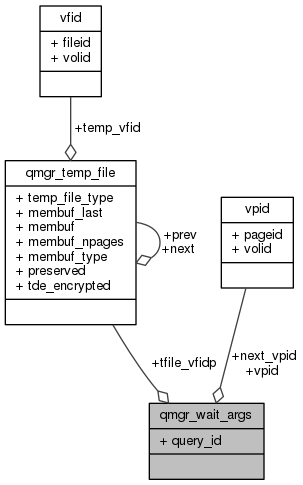 vfid
+ fileid
+ volid
+temp_vfid
qmgr_temp_file
+ temp_file_type
+ membuf_last
+ membuf
+ membuf_npages
+ membuf_type
+ preserved
+ tde_encrypted
+prev
+next
vpid
+ pageid
+ volid
+tfile_vfidp
+next_vpid
+vpid
qmgr_wait_args
+ query_id